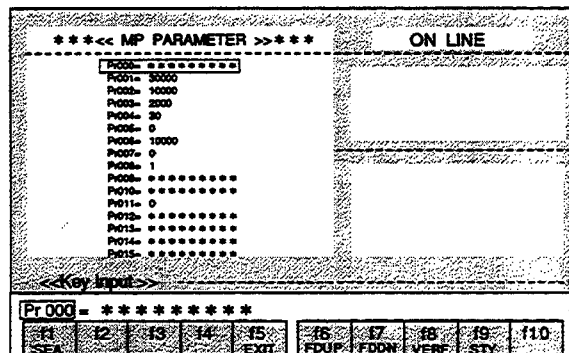 ***<< MP PARAMETER >>***
ON LINE
Pr000= *********
Pr001= 30000
Pr002= 10000
Pr003= 2000
Pr004= 30
Pr005= 0
Pr006= 10000
Pr007= 0
Pr008= 1
Pr009= *********
Pr010= *********
Pr011= 0
Pr012= *********
Pr013= *********
Pr014= *********
Pr015= *********
<<Key Input>>
Pr 000 = *********
f1 f2 f3 f4 f5 f6 f7 f8 f9 f10
SEA EXIT FDUP FDDN VERF STY